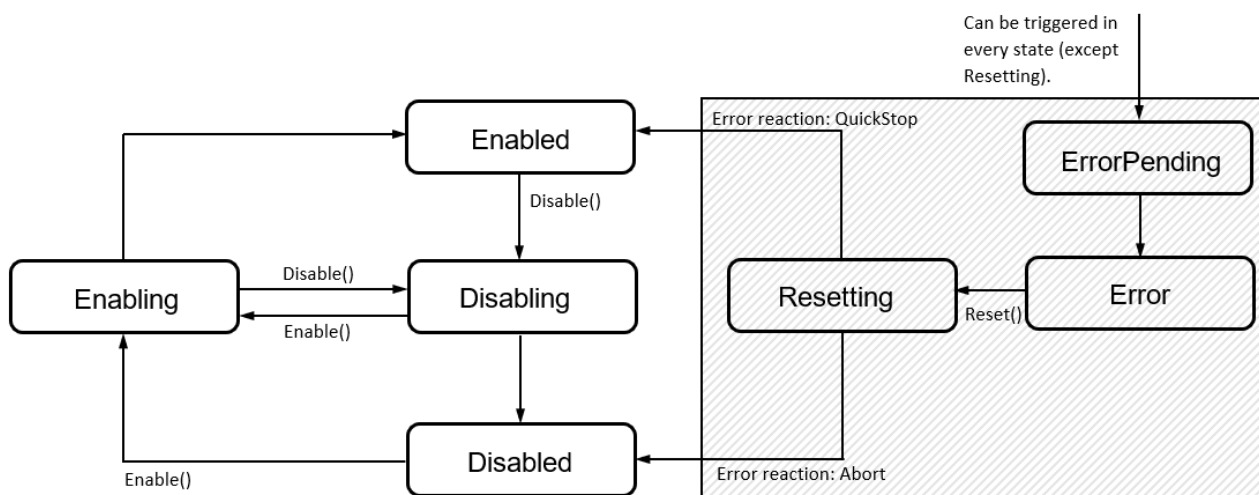 Can be triggered in
every state (except
Resetting).
Error reaction: QuickStop
Enabled
ErrorPending
Disable()
Disable()
Enabling
Disabling
Resetting
Error
Enable()
Reset()
Disabled
Enable()
Error reaction: Abort